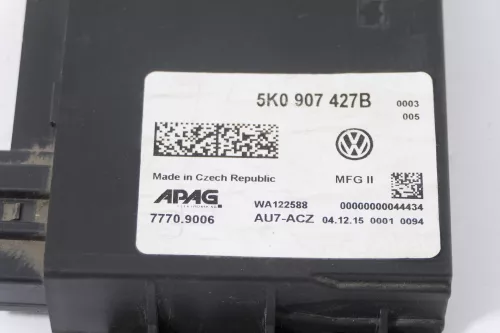 5K0 907 427B 0003
005
Made in Czech Republic MFG II
APAG
WA122588 00000000044434
7770.9006 AU7-ACZ 04.12.15 0001 0094